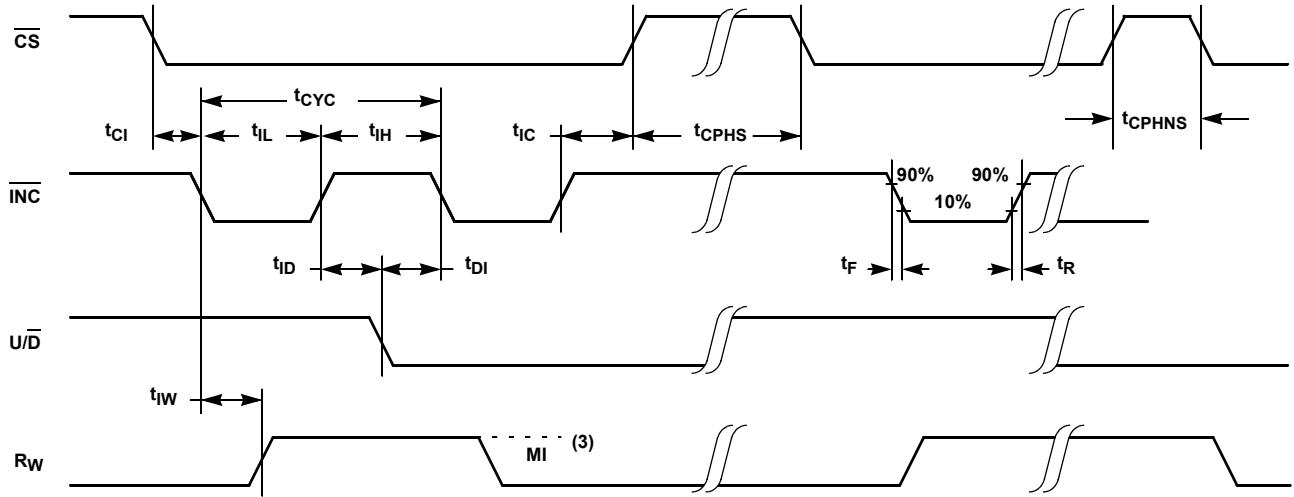 CS
tCYC
tCI
tIL
tIH
tIC
tCPHS
tCPHNS
INC
90%
90%
10%
tID
tDI
tF
tR
U/D
tIW
(3)
MI
RW